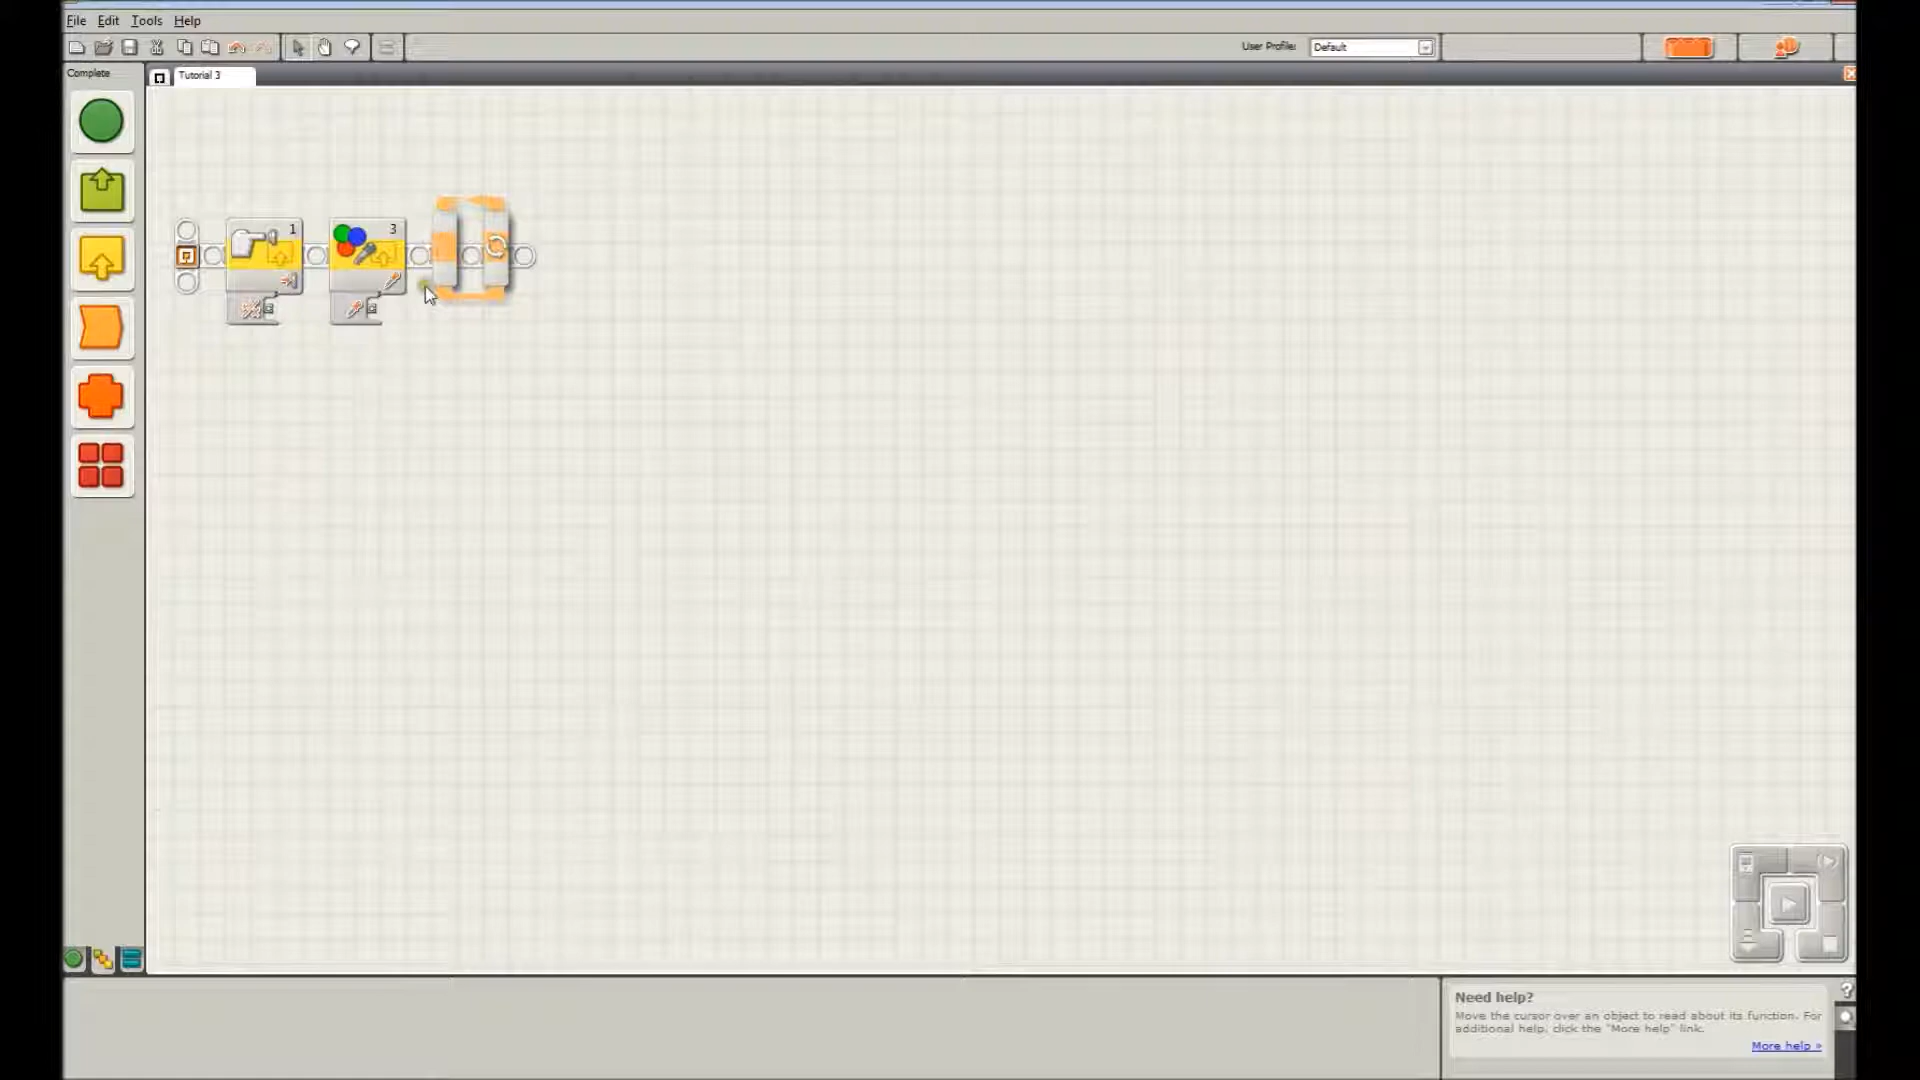 File Edit Tools Help
User Profile: Default
Complete
Tutorial 3
1
3
Need help?
Move the cursor over an object to read about its function. For
additional help, click the "More help" link.
More help »